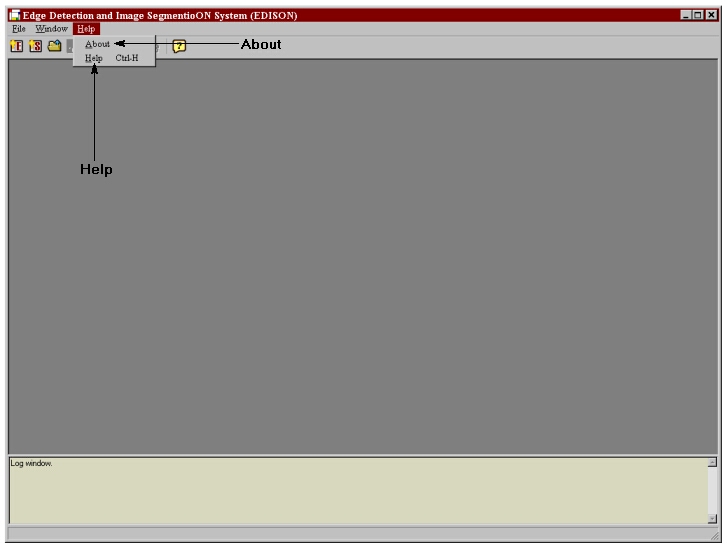 Edge Detection and Image SegmentioON System (EDISON)
File Window Help
About
Help Ctrl-H
About
Help
Log window.